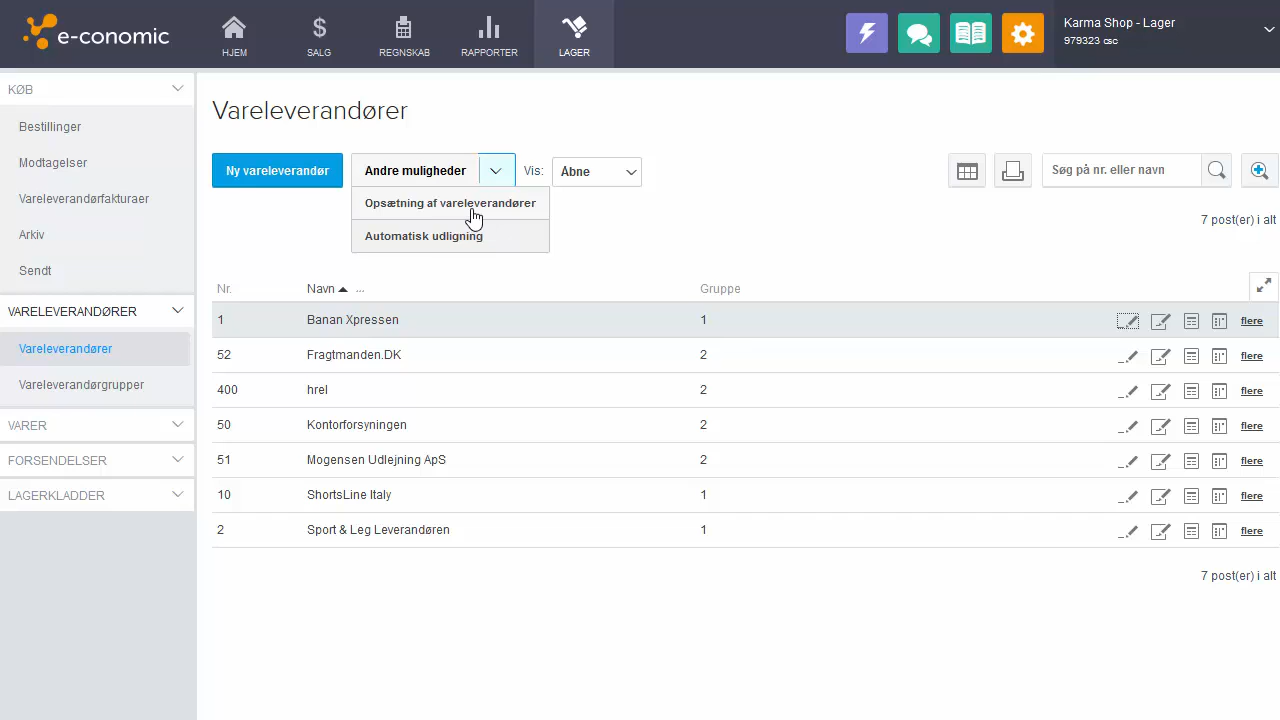 e-conomic
HJEM
SALG
REGNSKAB
RAPPORTER
LAGER
Karma Shop - Lager
979323 csc
KØB
Bestillinger
Modtagelser
Vareleverandørfakturaer
Arkiv
Sendt
VARELEVERANDØRER
Vareleverandører
Vareleverandørgrupper
VARER
FORSENDELSER
LAGERKLADDER
Vareleverandører
Ny vareleverandør
Andre muligheder
Vis:
Åbne
Søg på nr. eller navn
Opsætning af vareleverandører
Automatisk udligning
7 post(er) i alt
Nr. Navn ... Gruppe
1 Banan Xpressen 1 flere
52 Fragtmanden.DK 2 flere
400 hrel 2 flere
50 Kontorforsyningen 2 flere
51 Mogensen Udlejning ApS 2 flere
10 ShortsLine Italy 1 flere
2 Sport & Leg Leverandøren 1 flere
7 post(er) i alt